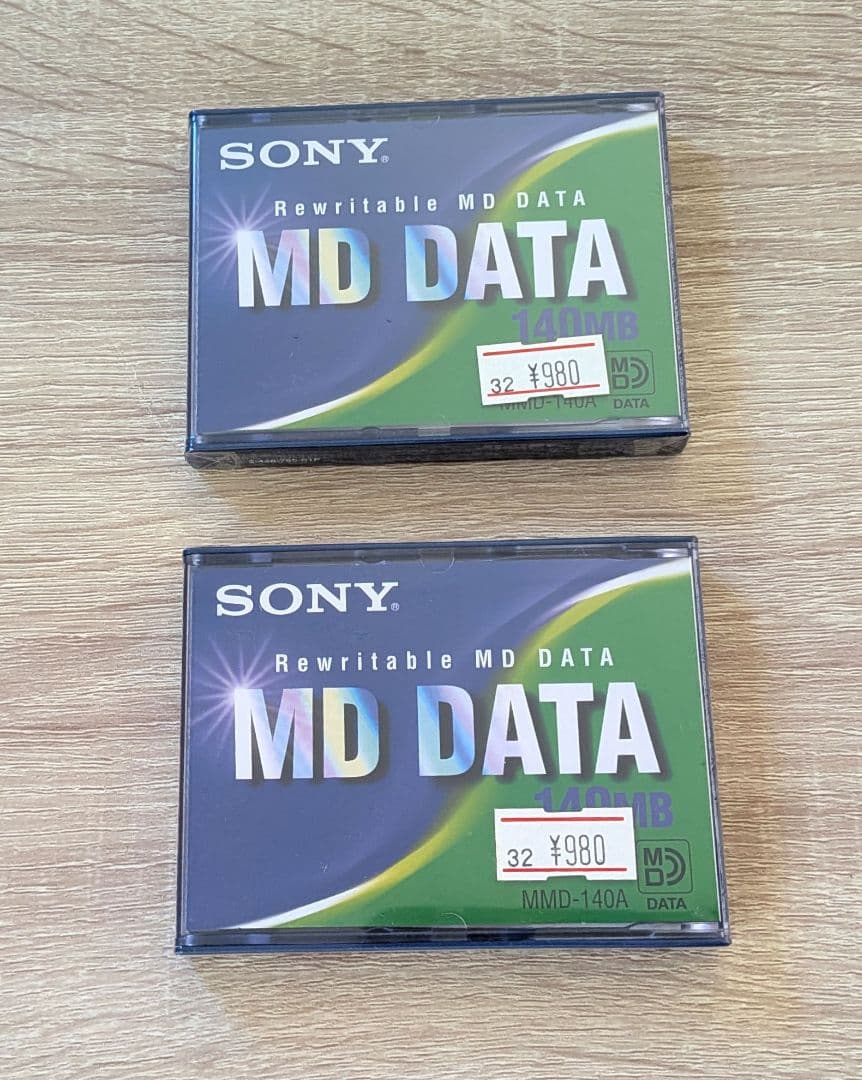 SONY®
Rewritable MD DATA
MD DATA
140MB
32 ¥980
MD
MMD-140A DATA
SONY®
Rewritable MD DATA
MD DATA
140MB
32 ¥980
MD
MMD-140A DATA